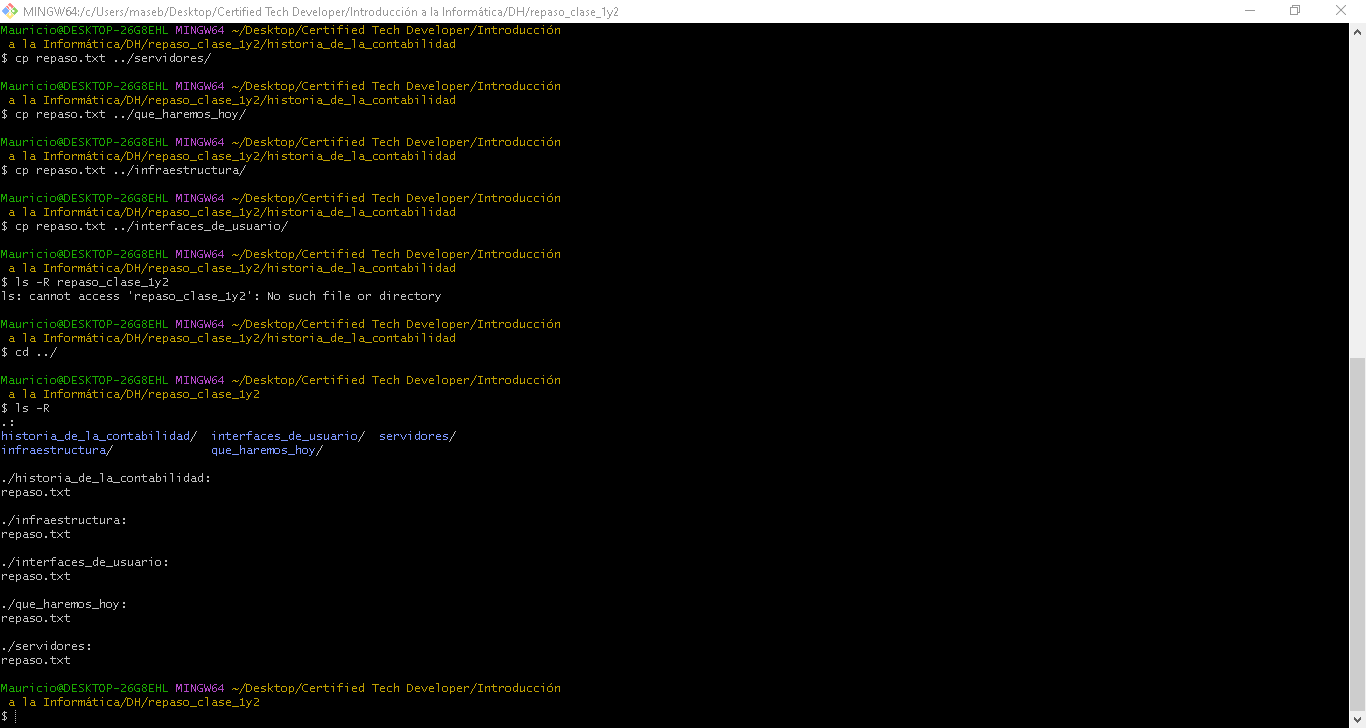 MINGW64:/c/Users/maseb/Desktop/Certified Tech Developer/Introducción a la Informática/DH/repaso_clase_1y2
Mauricio@DESKTOP-26G8EHL MINGW64 ~/Desktop/Certified Tech Developer/Introducción
 a la Informática/DH/repaso_clase_1y2/historia_de_la_contabilidad
$ cp repaso.txt ../servidores/

Mauricio@DESKTOP-26G8EHL MINGW64 ~/Desktop/Certified Tech Developer/Introducción
 a la Informática/DH/repaso_clase_1y2/historia_de_la_contabilidad
$ cp repaso.txt ../que_haremos_hoy/

Mauricio@DESKTOP-26G8EHL MINGW64 ~/Desktop/Certified Tech Developer/Introducción
 a la Informática/DH/repaso_clase_1y2/historia_de_la_contabilidad
$ cp repaso.txt ../infraestructura/

Mauricio@DESKTOP-26G8EHL MINGW64 ~/Desktop/Certified Tech Developer/Introducción
 a la Informática/DH/repaso_clase_1y2/historia_de_la_contabilidad
$ cp repaso.txt ../interfaces_de_usuario/

Mauricio@DESKTOP-26G8EHL MINGW64 ~/Desktop/Certified Tech Developer/Introducción
 a la Informática/DH/repaso_clase_1y2/historia_de_la_contabilidad
$ ls -R repaso_clase_1y2
ls: cannot access 'repaso_clase_1y2': No such file or directory

Mauricio@DESKTOP-26G8EHL MINGW64 ~/Desktop/Certified Tech Developer/Introducción
 a la Informática/DH/repaso_clase_1y2/historia_de_la_contabilidad
$ cd ../

Mauricio@DESKTOP-26G8EHL MINGW64 ~/Desktop/Certified Tech Developer/Introducción
 a la Informática/DH/repaso_clase_1y2
$ ls -R
.:
historia_de_la_contabilidad/  interfaces_de_usuario/  servidores/
infraestructura/              que_haremos_hoy/

./historia_de_la_contabilidad:
repaso.txt

./infraestructura:
repaso.txt

./interfaces_de_usuario:
repaso.txt

./que_haremos_hoy:
repaso.txt

./servidores:
repaso.txt

Mauricio@DESKTOP-26G8EHL MINGW64 ~/Desktop/Certified Tech Developer/Introducción
 a la Informática/DH/repaso_clase_1y2
$